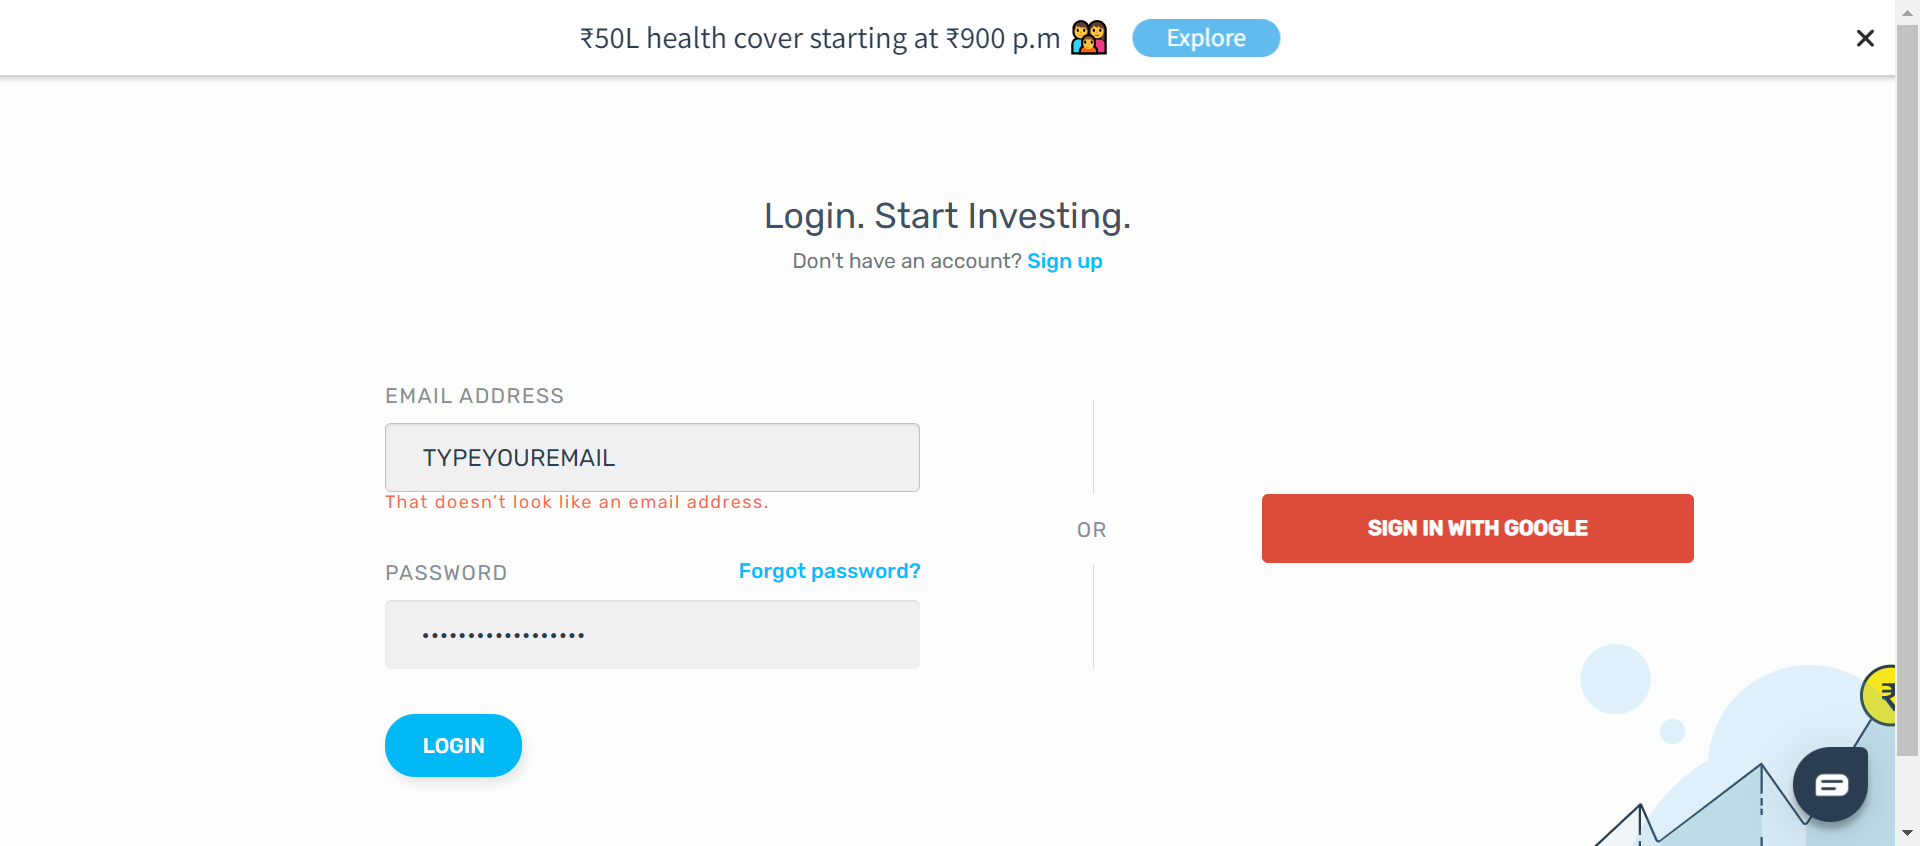 ₹50L health cover starting at ₹900 p.m
Explore
Login. Start Investing.
Don't have an account? Sign up
EMAIL ADDRESS
TYPEYOUREMAIL
That doesn’t look like an email address.
PASSWORD
Forgot password?
••••••••••••••••••
LOGIN
OR
SIGN IN WITH GOOGLE
₹